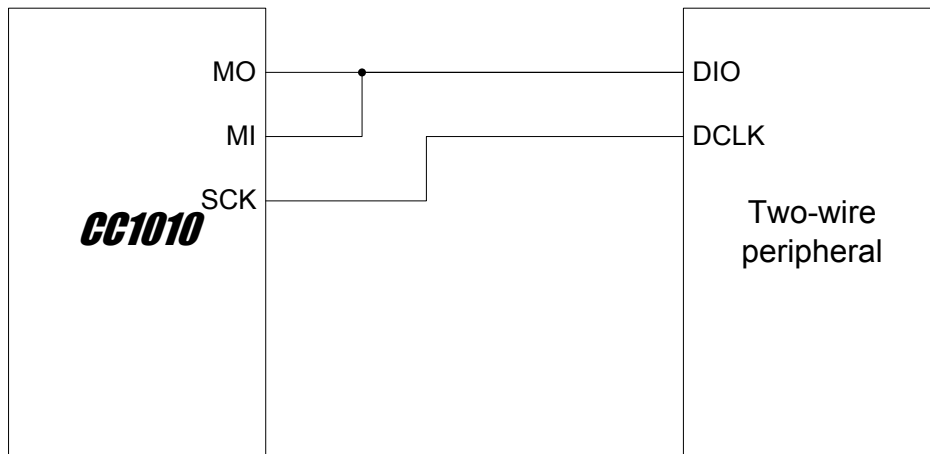 MO
MI
SCK
CC1010
DIO
DCLK
Two-wire
peripheral